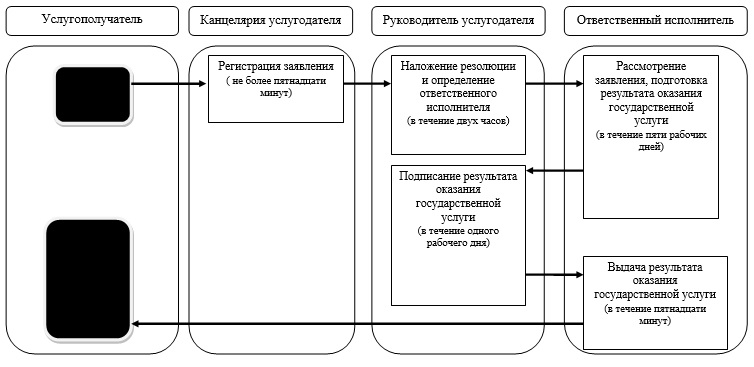 Услугополучатель
Канцелярия услугодателя
Руководитель услугодателя
Ответственный исполнитель
Регистрация заявления
( не более пятнадцати
минут)
Наложение резолюции
и определение
ответственного
исполнителя
(в течение двух часов)
Рассмотрение
заявления, подготовка
результата оказания
государственной
услуги
(в течение пяти рабочих
дней)
Подписание результата
оказания
государственной
услуги
(в течение одного
рабочего дня)
Выдача результата
оказания
государственной услуги
(в течение пятнадцати
минут)